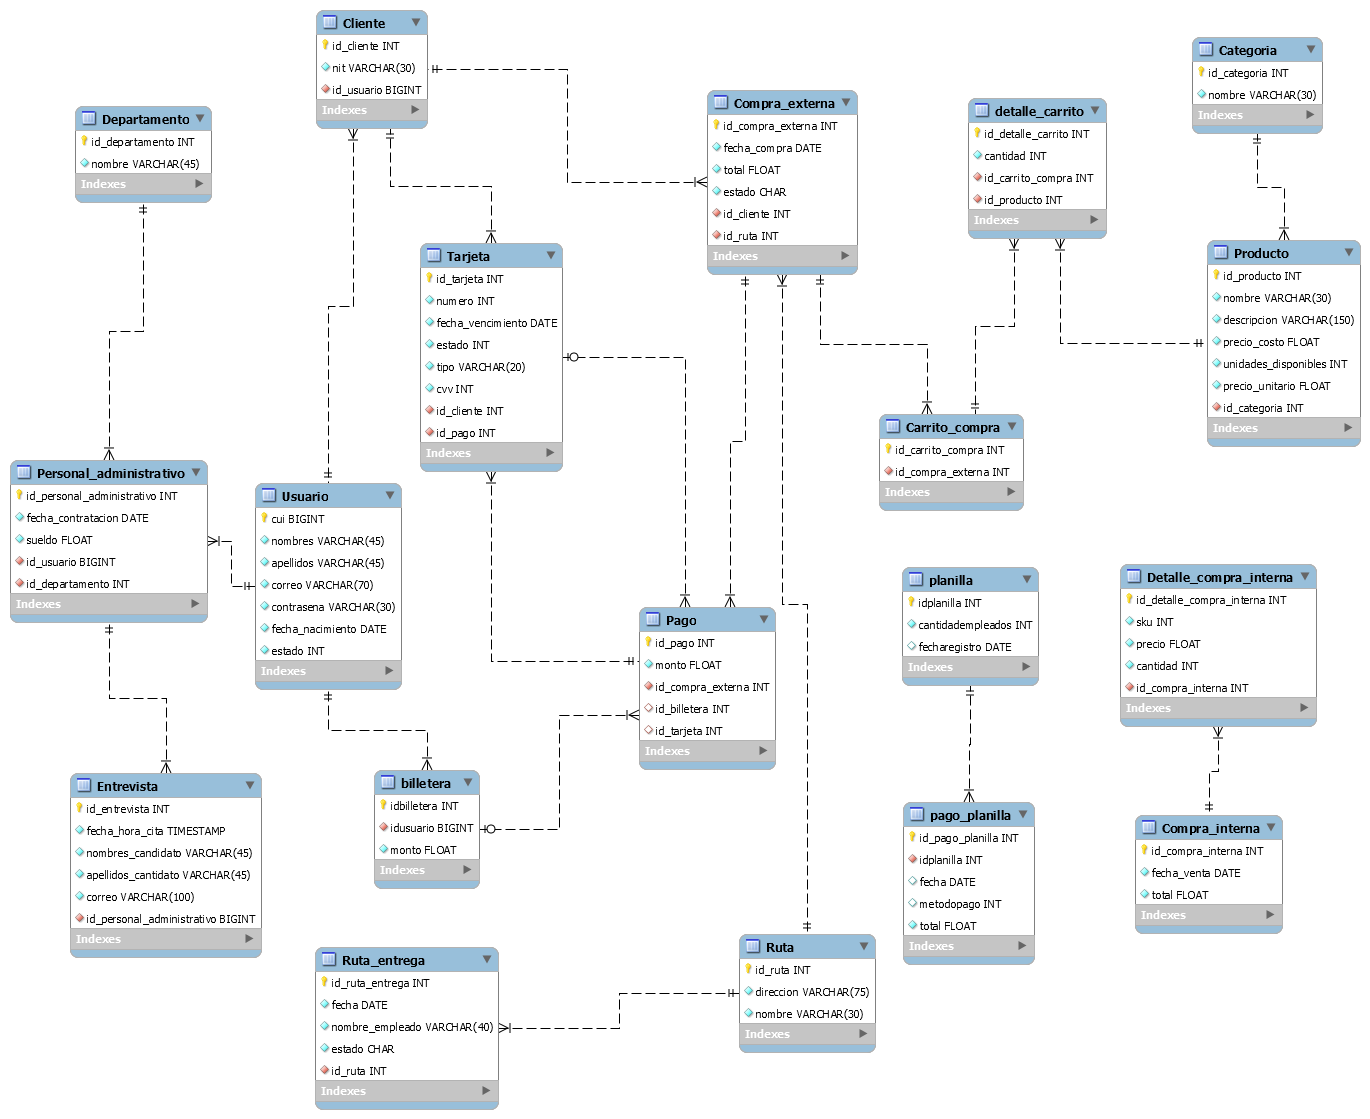 Cliente
id_cliente INT
nit VARCHAR(30)
id_usuario BIGINT
Indexes
Departamento
id_departamento INT
nombre VARCHAR(45)
Indexes
Compra_externa
id_compra_externa INT
fecha_compra DATE
total FLOAT
estado CHAR
id_cliente INT
id_ruta INT
Indexes
detalle_carrito
id_detalle_carrito INT
cantidad INT
id_carrito_compra INT
id_producto INT
Indexes
Categoria
id_categoria INT
nombre VARCHAR(30)
Indexes
Tarjeta
id_tarjeta INT
numero INT
fecha_vencimiento DATE
estado INT
tipo VARCHAR(20)
cvv INT
id_cliente INT
id_pago INT
Indexes
Producto
id_producto INT
nombre VARCHAR(30)
descripcion VARCHAR(150)
precio_costo FLOAT
unidades_disponibles INT
precio_unitario FLOAT
id_categoria INT
Indexes
Carrito_compra
id_carrito_compra INT
id_compra_externa INT
Indexes
Personal_administrativo
id_personal_administrativo INT
fecha_contratacion DATE
sueldo FLOAT
id_usuario BIGINT
id_departamento INT
Indexes
Usuario
cui BIGINT
nombres VARCHAR(45)
apellidos VARCHAR(45)
correo VARCHAR(70)
contrasena VARCHAR(30)
fecha_nacimiento DATE
estado INT
Indexes
Pago
id_pago INT
monto FLOAT
id_compra_externa INT
id_billetera INT
id_tarjeta INT
Indexes
planilla
idplanilla INT
cantidadempleados INT
fecharegistro DATE
Indexes
Detalle_compra_interna
id_detalle_compra_interna INT
sku INT
precio FLOAT
cantidad INT
id_compra_interna INT
Indexes
Entrevista
id_entrevista INT
fecha_hora_cita TIMESTAMP
nombres_candidato VARCHAR(45)
apellidos_cantidato VARCHAR(45)
correo VARCHAR(100)
id_personal_administrativo BIGINT
Indexes
billetera
idbilletera INT
idusuario BIGINT
monto FLOAT
Indexes
pago_planilla
id_pago_planilla INT
idplanilla INT
fecha DATE
metodopago INT
total FLOAT
Indexes
Compra_interna
id_compra_interna INT
fecha_venta DATE
total FLOAT
Indexes
Ruta_entrega
id_ruta_entrega INT
fecha DATE
nombre_empleado VARCHAR(40)
estado CHAR
id_ruta INT
Indexes
Ruta
id_ruta INT
direccion VARCHAR(75)
nombre VARCHAR(30)
Indexes